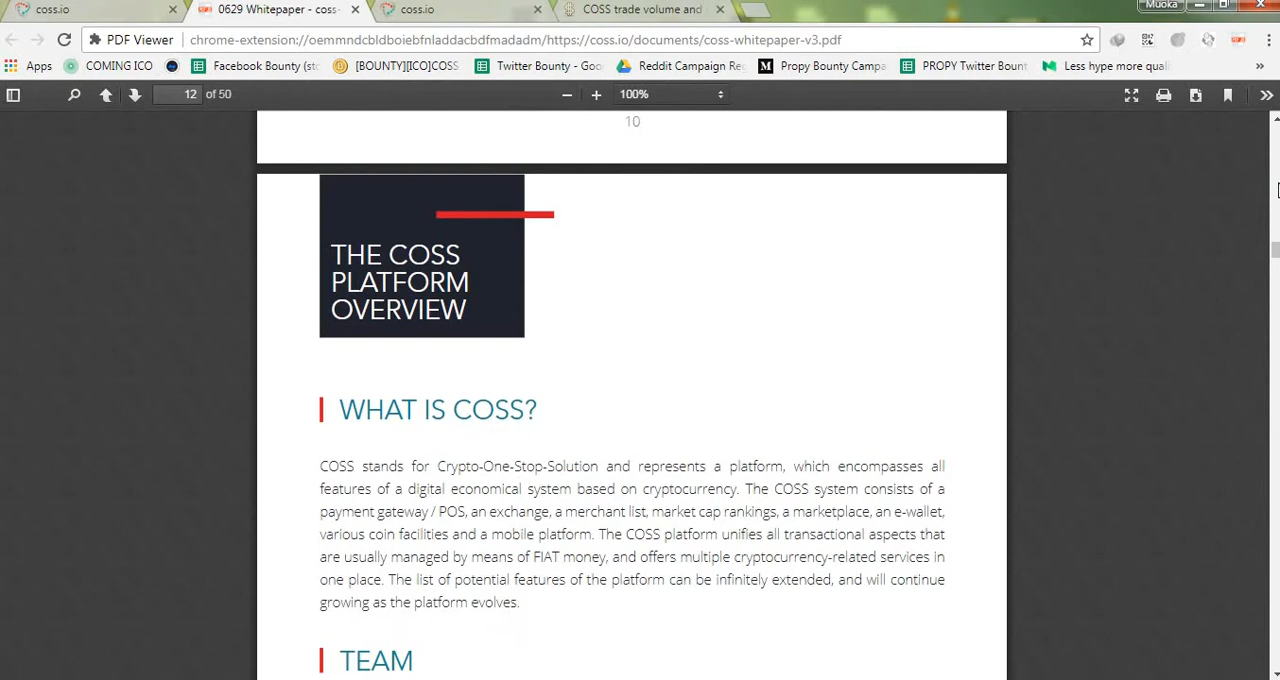 coss.io
0629 Whitepaper - coss-
coss.io
COSS trade volume and
Muoka
PDF Viewer
chrome-extension://oemmndcbldboiebfnladdacbdfmadadm/https://coss.io/documents/coss-whitepaper-v3.pdf
Apps
COMING ICO
Facebook Bounty (sto
[BOUNTY][ICO]COSS
Twitter Bounty - Goo
Reddit Campaign Reg
Propy Bounty Campa
PROPY Twitter Bount
Less hype more quali
»
12 of 50
100%
10
THE COSS
PLATFORM
OVERVIEW
WHAT IS COSS?
COSS stands for Crypto-One-Stop-Solution and represents a platform, which encompasses all
features of a digital economical system based on cryptocurrency. The COSS system consists of a
payment gateway / POS, an exchange, a merchant list, market cap rankings, a marketplace, an e-wallet,
various coin facilities and a mobile platform. The COSS platform unifies all transactional aspects that
are usually managed by means of FIAT money, and offers multiple cryptocurrency-related services in
one place. The list of potential features of the platform can be infinitely extended, and will continue
growing as the platform evolves.
TEAM